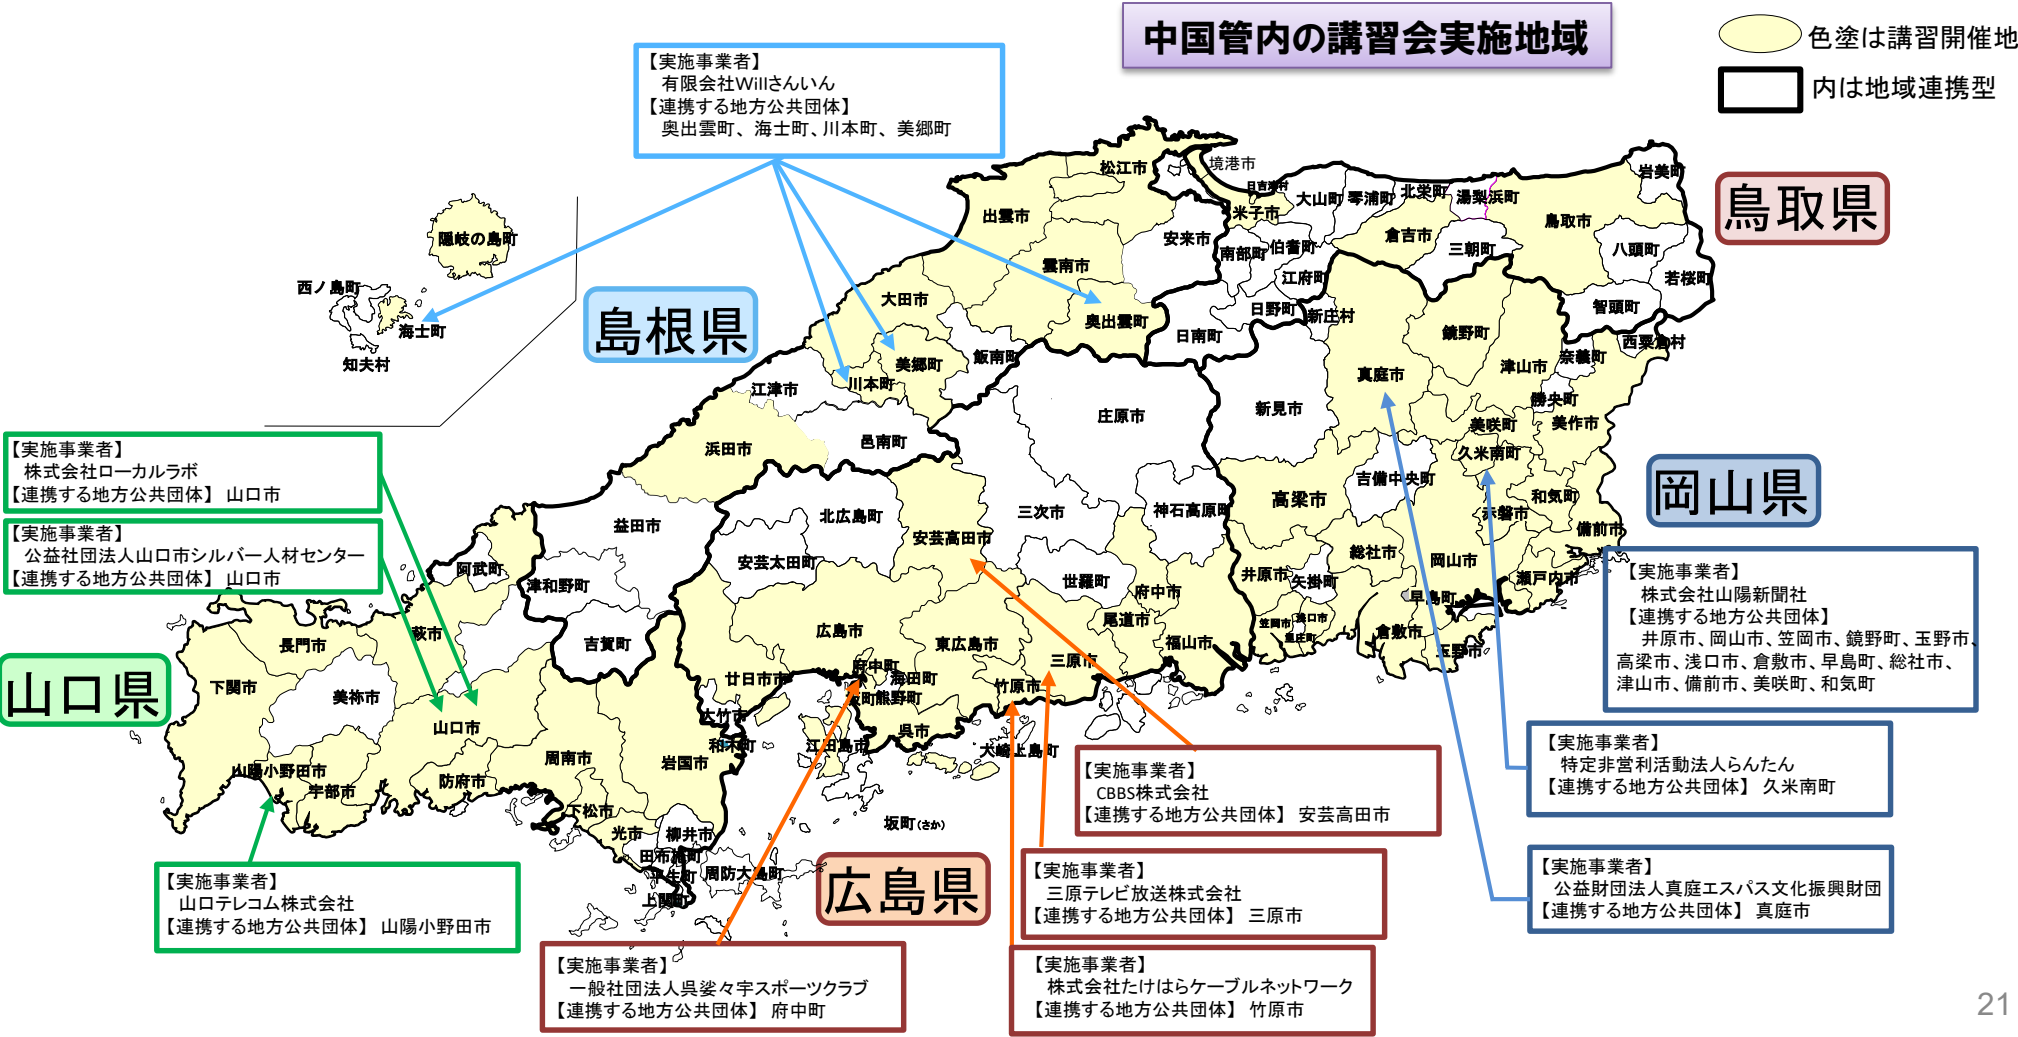 中国管内の講習会実施地域
色塗は講習開催地
内は地域連携型
【実施事業者】
有限会社Willさんいん
【連携する地方公共団体】
奥出雲町、海士町、川本町、美郷町
鳥取県
島根県
岡山県
山口県
広島県
境港市
日吉津村
米子市
大山町
琴浦町
北栄町
湯梨浜町
岩美町
鳥取市
倉吉市
三朝町
八頭町
若桜町
智頭町
南部町
伯耆町
江府町
日野町
日南町
松江市
出雲市
安来市
雲南市
大田市
奥出雲町
飯南町
美郷町
川本町
江津市
邑南町
浜田市
益田市
津和野町
吉賀町
隠岐の島町
西ノ島町
海士町
知夫村
新庄村
鏡野町
西粟倉村
奈義町
津山市
真庭市
勝央町
美作市
新見市
美咲町
久米南町
吉備中央町
高梁市
和気町
赤磐市
備前市
総社市
岡山市
瀬戸内市
井原市
矢掛町
早島町
笠岡市
浅口市
里庄町
倉敷市
玉野市
庄原市
三次市
神石高原町
北広島町
安芸高田市
安芸太田町
世羅町
府中市
尾道市
福山市
広島市
東広島市
三原市
府中町
海田町
竹原市
廿日市市
熊野町
大竹市
呉市
江田島市
大崎上島町
坂町(さか)
阿武町
萩市
長門市
下関市
美祢市
山口市
和木町
岩国市
周南市
山陽小野田市
宇部市
防府市
下松市
光市
柳井市
田布施町
平生町
周防大島町
上関町
【実施事業者】
株式会社ローカルラボ
【連携する地方公共団体】 山口市
【実施事業者】
公益社団法人山口市シルバー人材センター
【連携する地方公共団体】 山口市
【実施事業者】
山口テレコム株式会社
【連携する地方公共団体】 山陽小野田市
【実施事業者】
一般社団法人呉娑々宇スポーツクラブ
【連携する地方公共団体】 府中町
【実施事業者】
CBBS株式会社
【連携する地方公共団体】 安芸高田市
【実施事業者】
三原テレビ放送株式会社
【連携する地方公共団体】 三原市
【実施事業者】
株式会社たけはらケーブルネットワーク
【連携する地方公共団体】 竹原市
【実施事業者】
株式会社山陽新聞社
【連携する地方公共団体】
井原市、岡山市、笠岡市、鏡野町、玉野市、
高梁市、浅口市、倉敷市、早島町、総社市、
津山市、備前市、美咲町、和気町
【実施事業者】
特定非営利活動法人らんたん
【連携する地方公共団体】 久米南町
【実施事業者】
公益財団法人真庭エスパス文化振興財団
【連携する地方公共団体】 真庭市
21